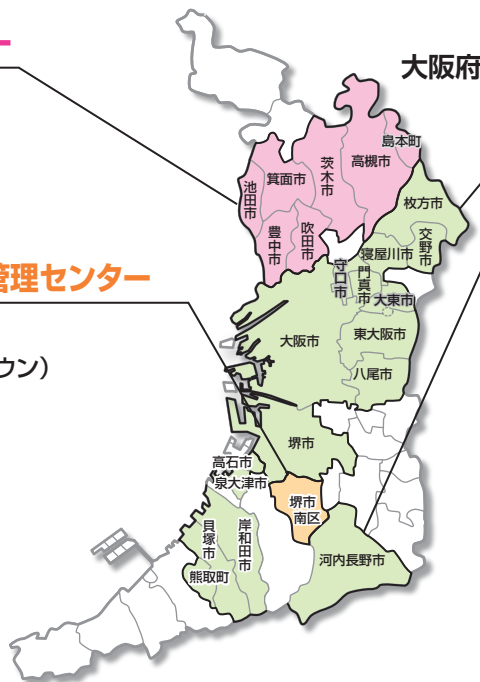 ー
大阪府
島本町
高槻市
茨木市
箕面市
池田市
枚方市
豊中市
吹田市
交野市
寝屋川市
守口市
門真市
大東市
管理センター
大阪市
東大阪市
八尾市
ウン）
堺市
高石市
泉大津市
堺市
南区
貝塚市
岸和田市
河内長野市
熊取町